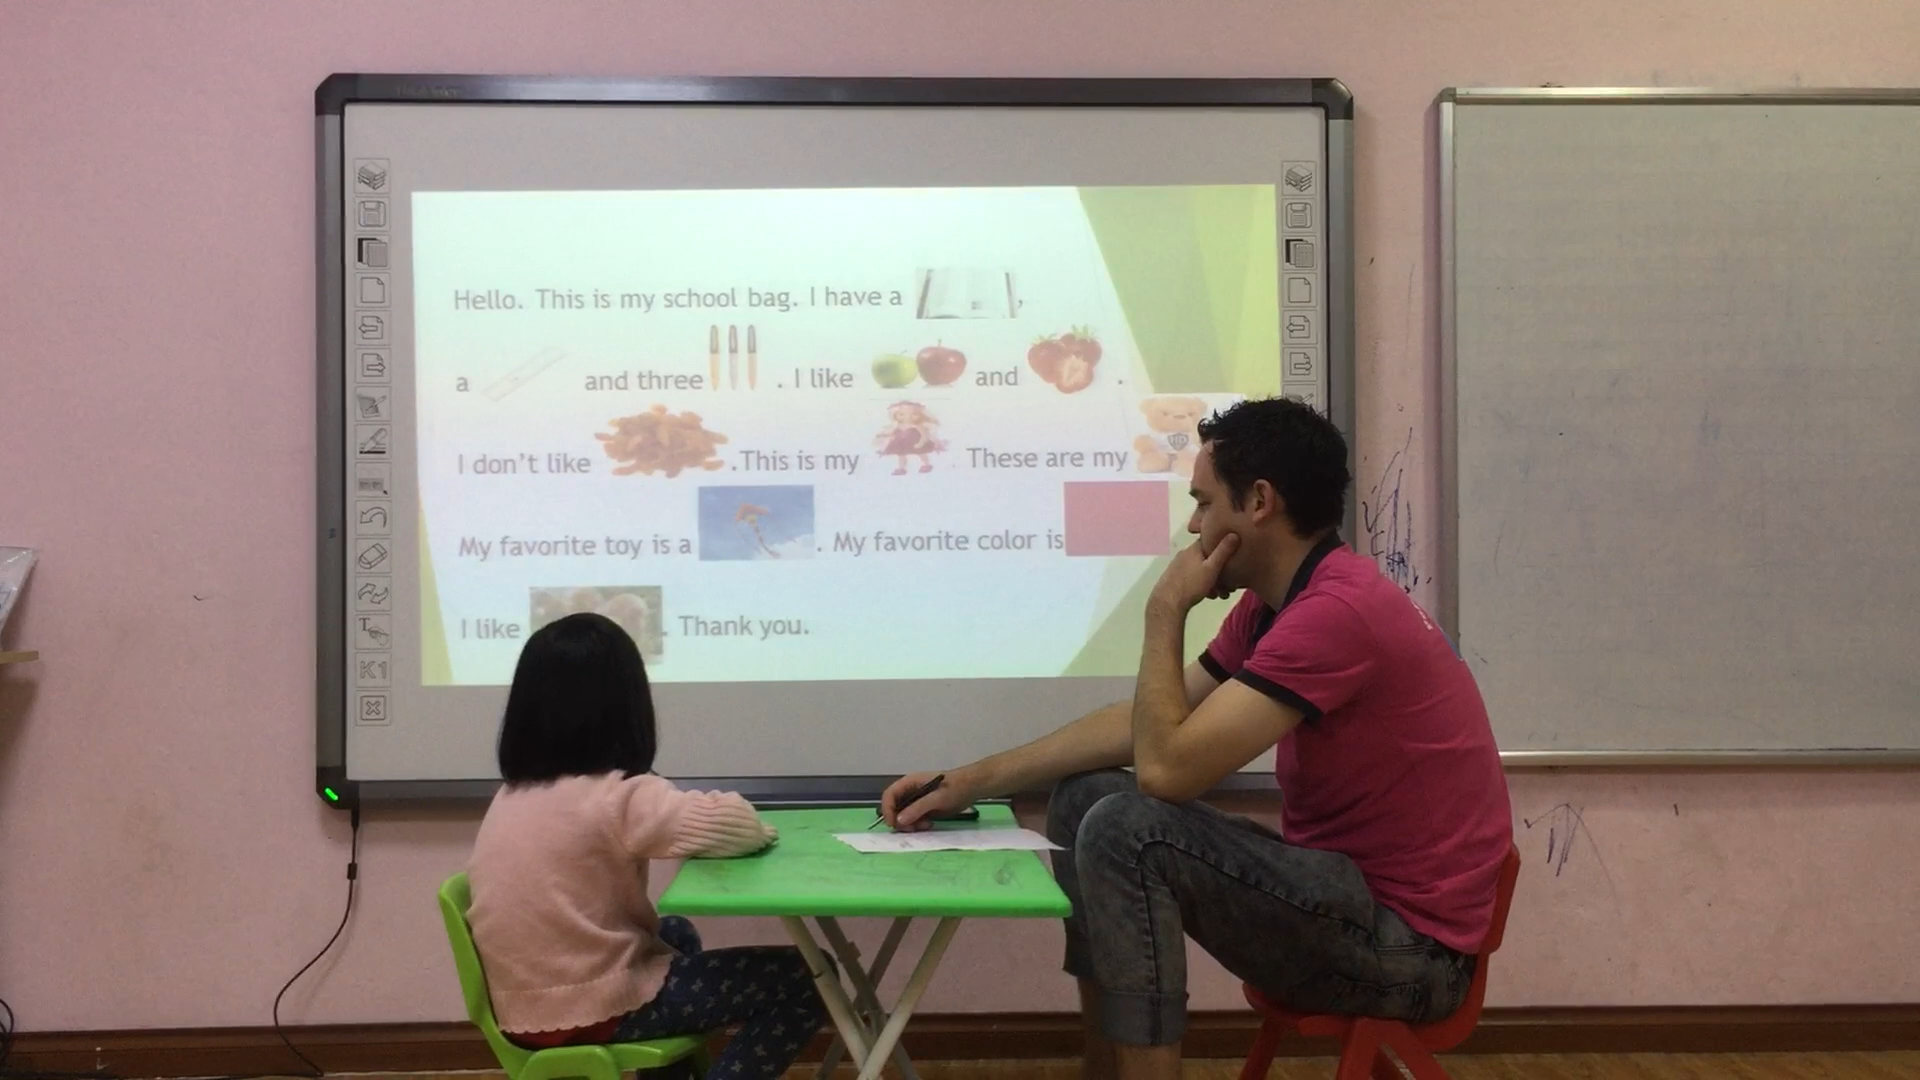 Hello. This is my school bag. I have a ,
a and three . I like and .
I don't like .This is my . These are my
My favorite toy is a . My favorite color is
I like . Thank you.
K1